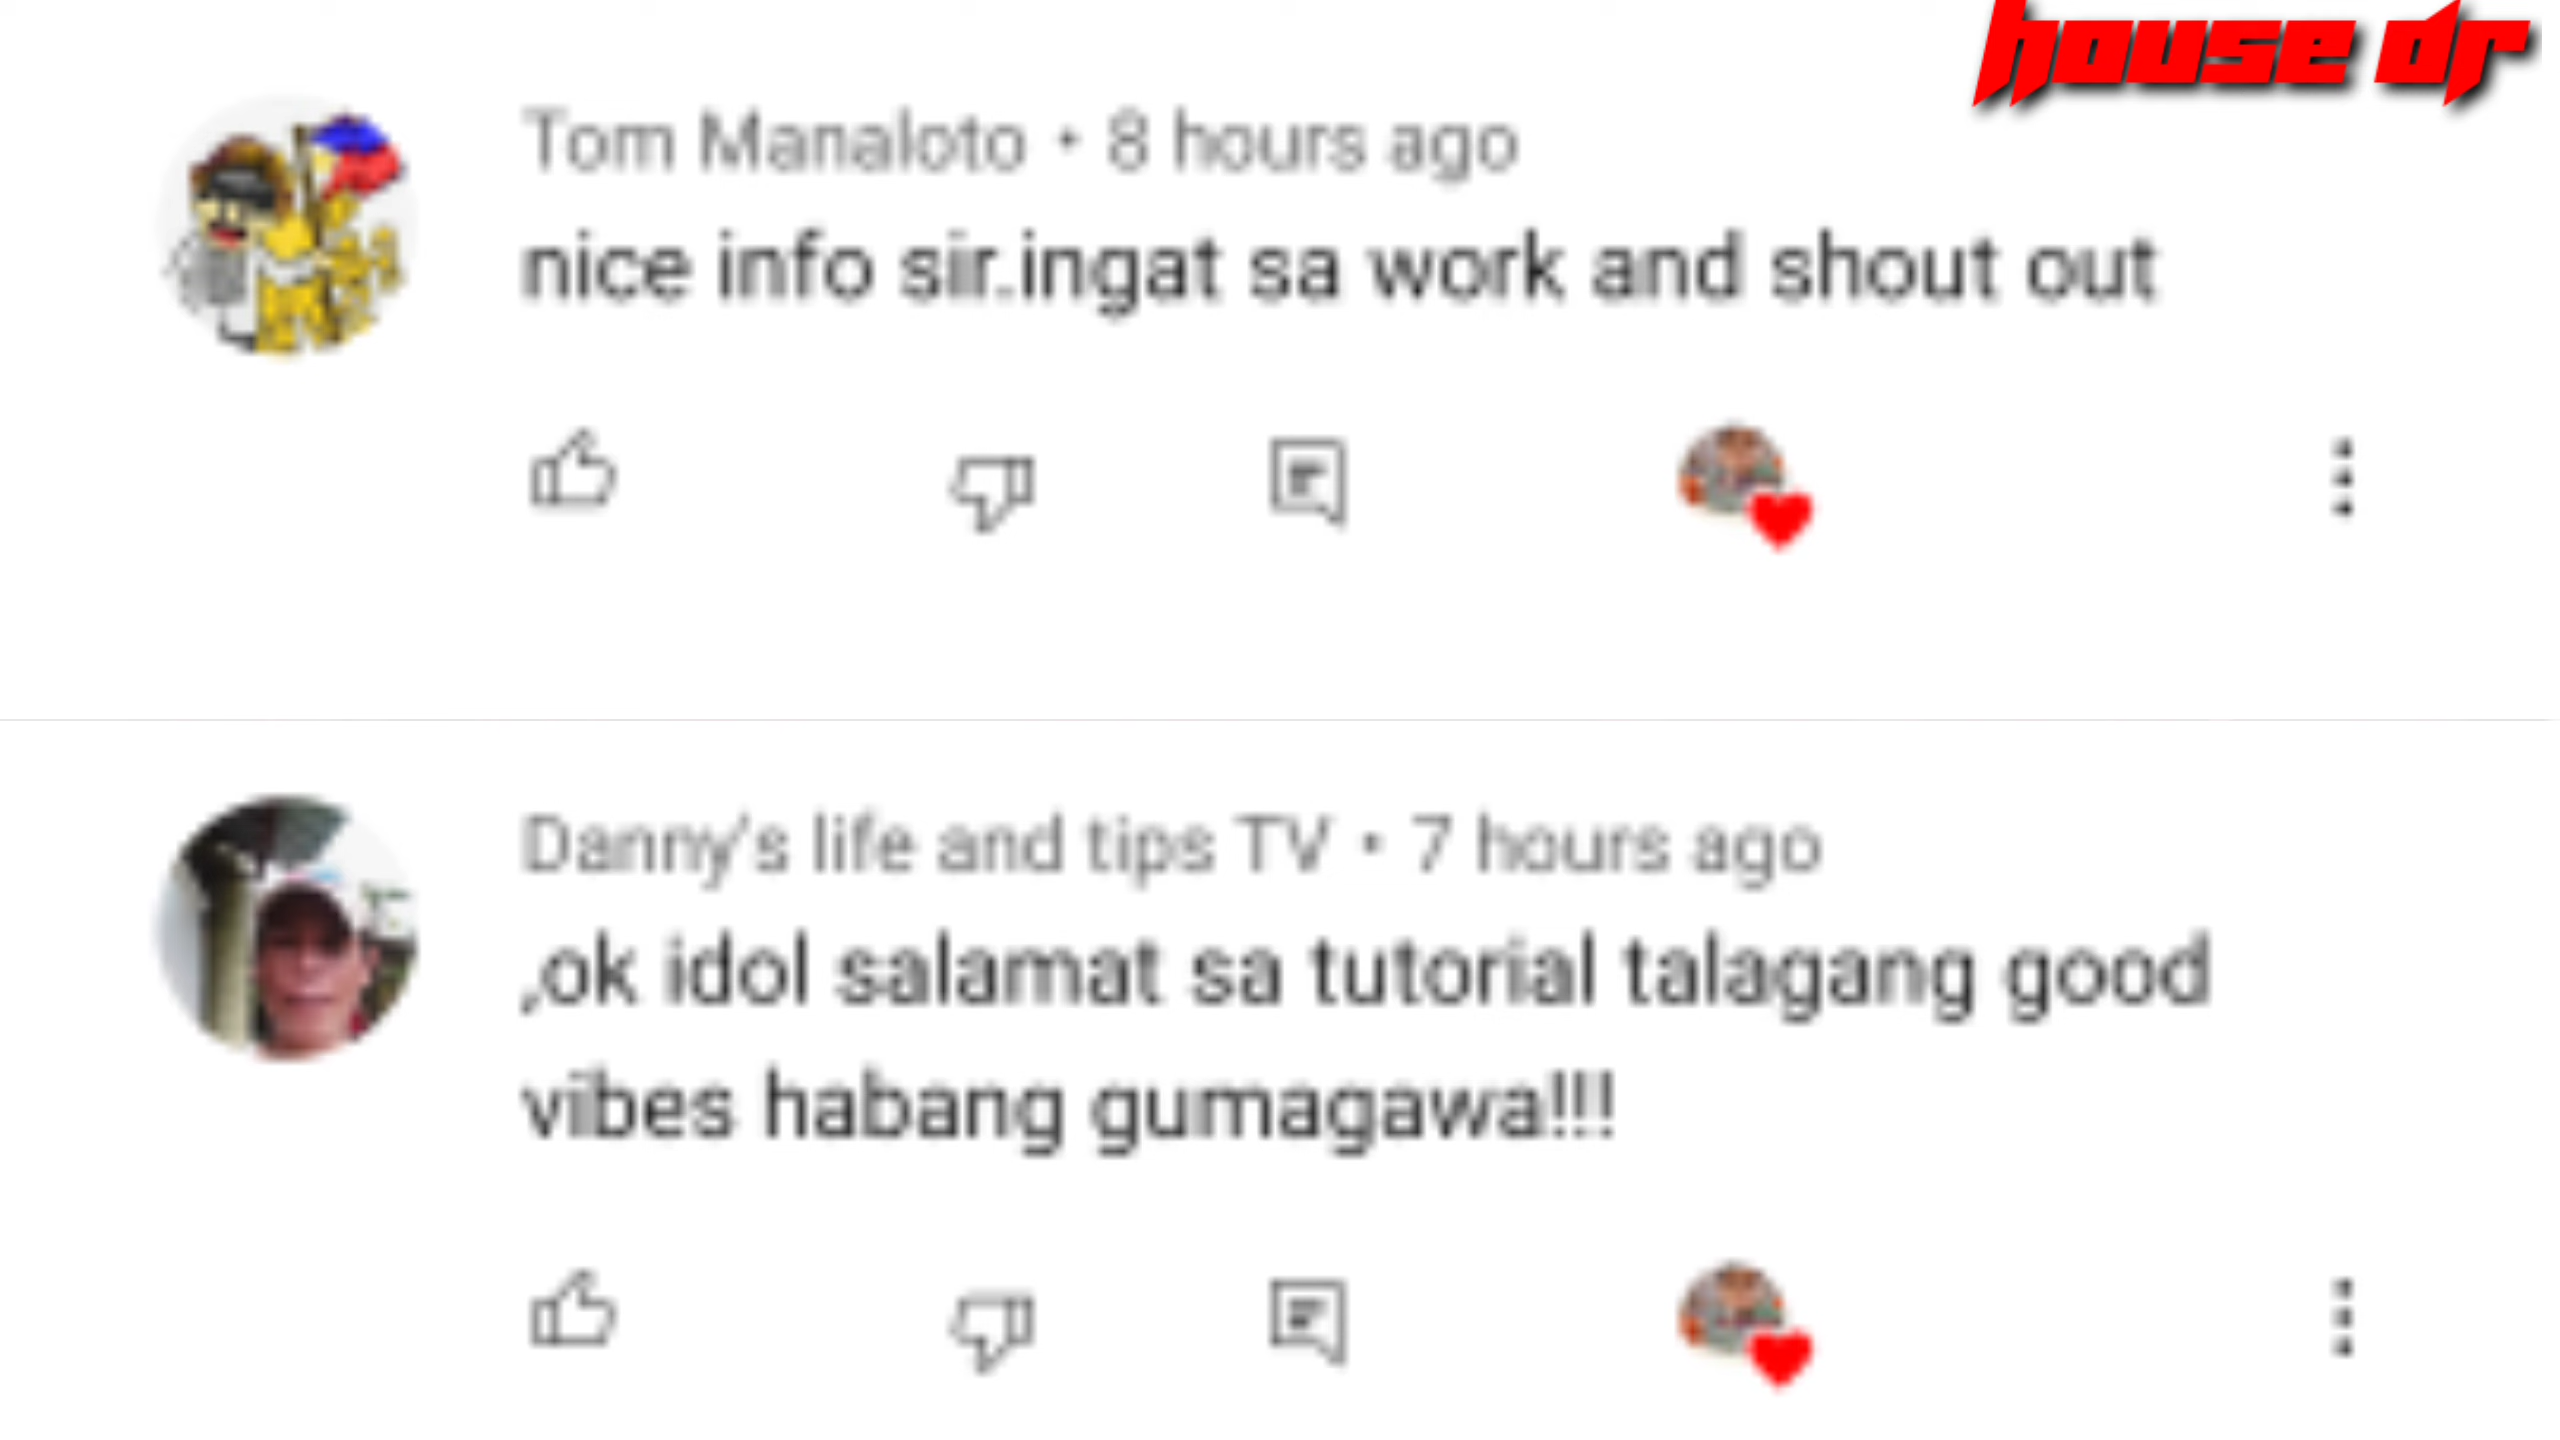 house dr
Tom Manaloto • 8 hours ago
nice info sir.ingat sa work and shout out
Danny's life and tips TV • 7 hours ago
,ok idol salamat sa tutorial talagang good
vibes habang gumagawa!!!